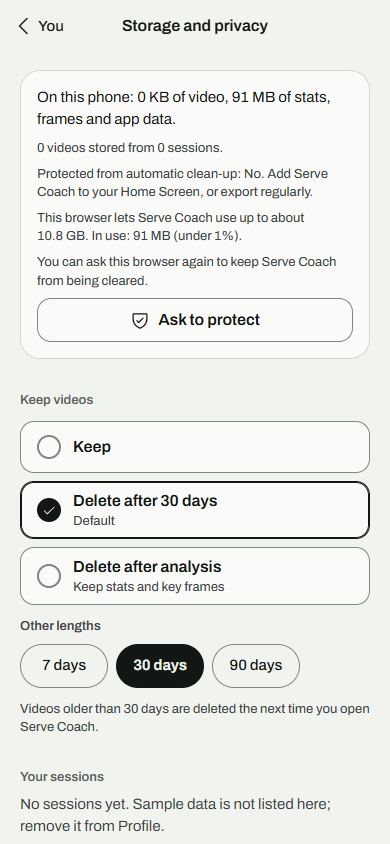 You
Storage and privacy
On this phone: 0 KB of video, 91 MB of stats,
frames and app data.
0 videos stored from 0 sessions.
Protected from automatic clean-up: No. Add Serve
Coach to your Home Screen, or export regularly.
This browser lets Serve Coach use up to about
10.8 GB. In use: 91 MB (under 1%).
You can ask this browser again to keep Serve Coach
from being cleared.
Ask to protect
Keep videos
Keep
Delete after 30 days
Default
Delete after analysis
Keep stats and key frames
Other lengths
7 days
30 days
90 days
Videos older than 30 days are deleted the next time you open
Serve Coach.
Your sessions
No sessions yet. Sample data is not listed here;
remove it from Profile.